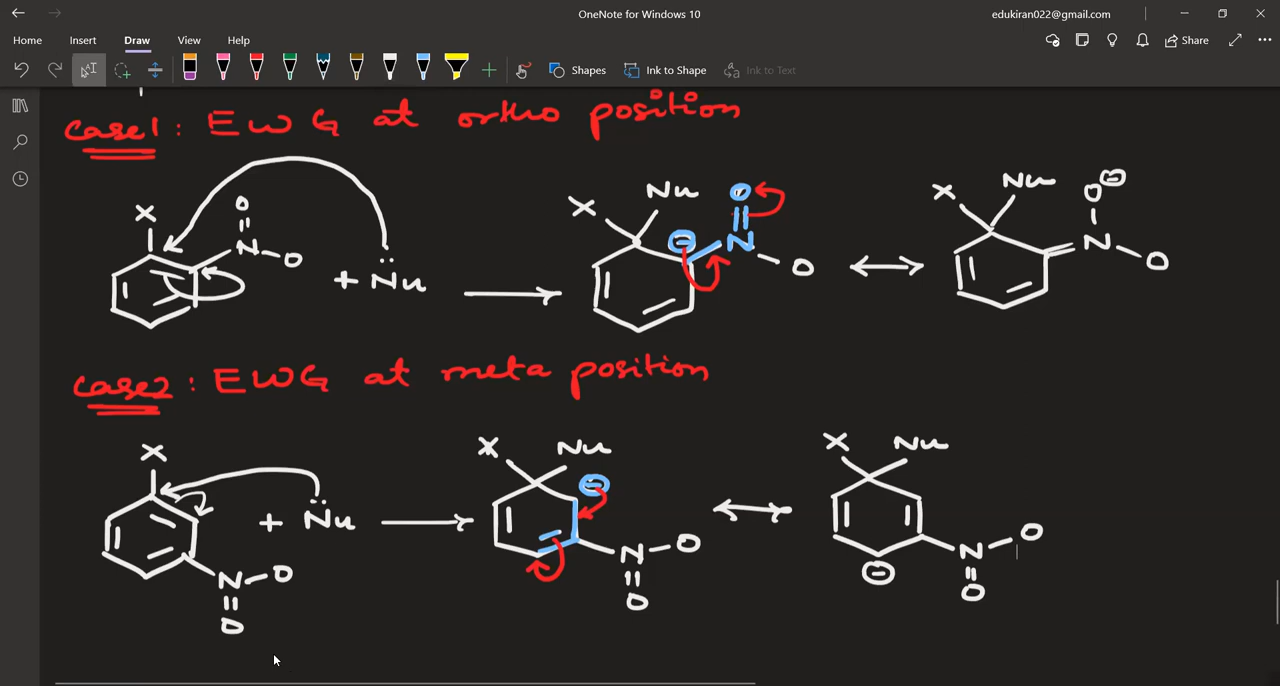 OneNote for Windows 10
edukiran022@gmail.com
Home Insert Draw View Help
Share
Shapes Ink to Shape Ink to Text
Case1: EWG at ortho position
X O N O + Nu
X Nu ⊖ O N O
X Nu O⊖ N O
Case2: EWG at meta position
X N O O + Nu
X Nu ⊖ N O O
X Nu ⊖ N O O